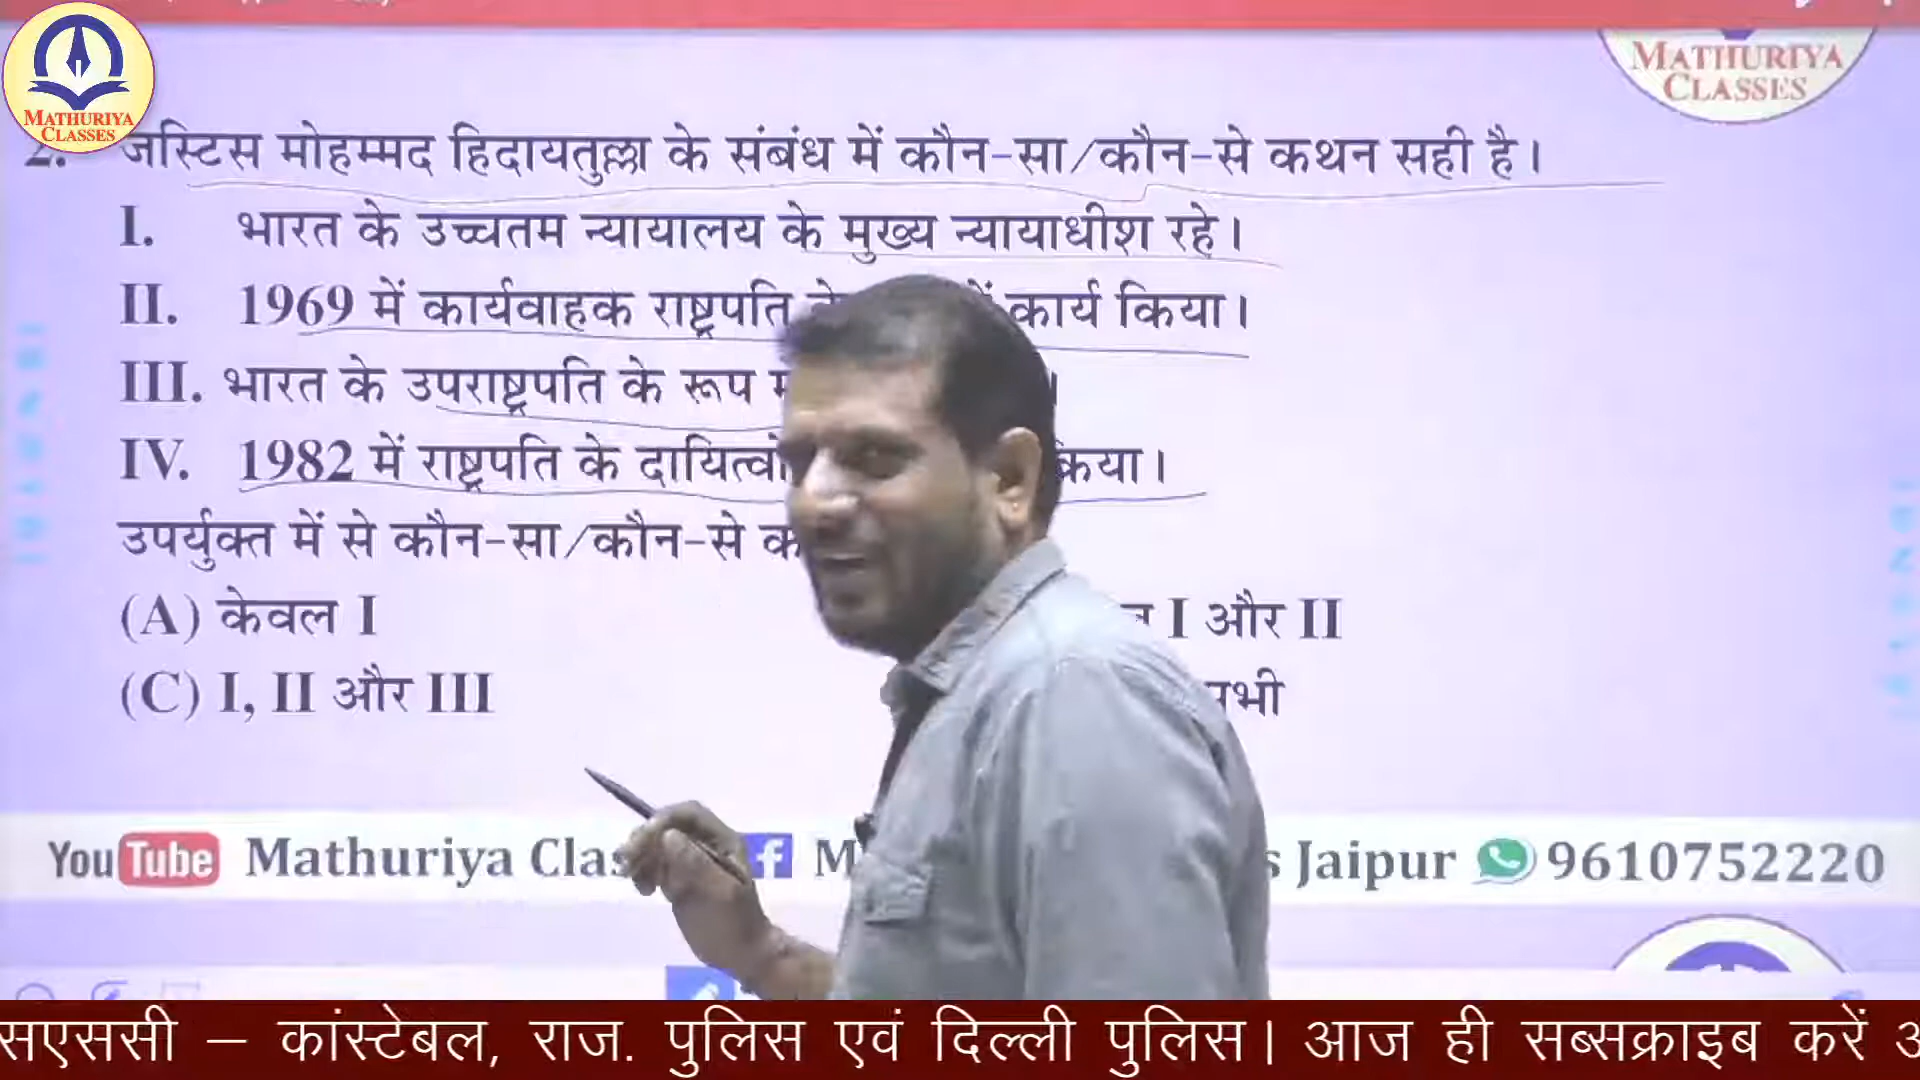 MATHURIYA
CLASSES
MATHURIYA
CLASSES
2. जस्टिस मोहम्मद हिदायतुल्ला के संबंध में कौन-सा/कौन-से कथन सही है।
I. भारत के उच्चतम न्यायालय के मुख्य न्यायाधीश रहे।
II. 1969 में कार्यवाहक राष्ट्रपति कार्य किया।
III. भारत के उपराष्ट्रपति के रूप
IV. 1982 में राष्ट्रपति के
उपर्युक्त में से कौन-सा/कौन-से
(A) केवल I
I और II
(C) I, II और III
YouTube Mathuriya f Jaipur 9610752220
– कांस्टेबल, राज. पुलिस एवं दिल्ली पुलिस। आज ही सब्सक्राइब करें